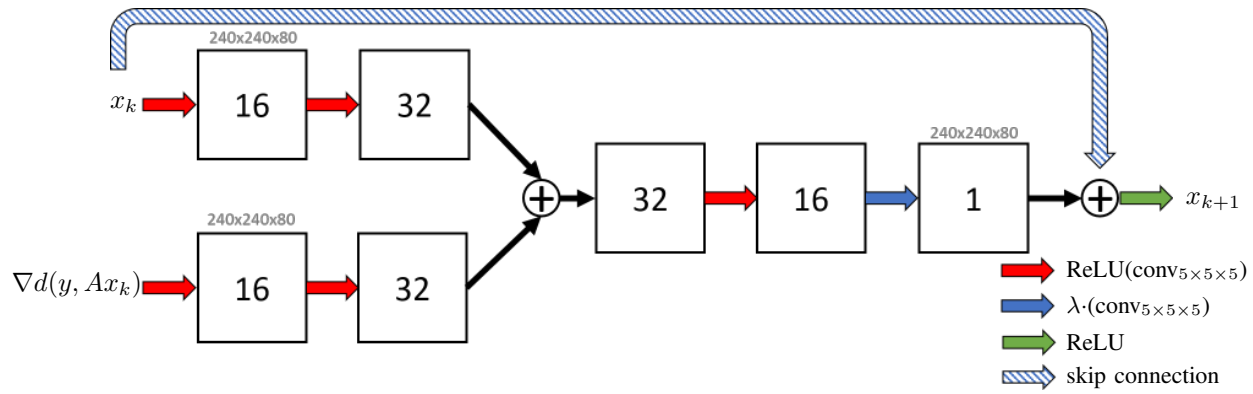 240x240x80
x_k
16
32
240x240x80
∇d(y, Ax_k)
16
32
+
32
16
240x240x80
1
+
x_{k+1}
ReLU(conv_{5×5×5})
λ·(conv_{5×5×5})
ReLU
skip connection